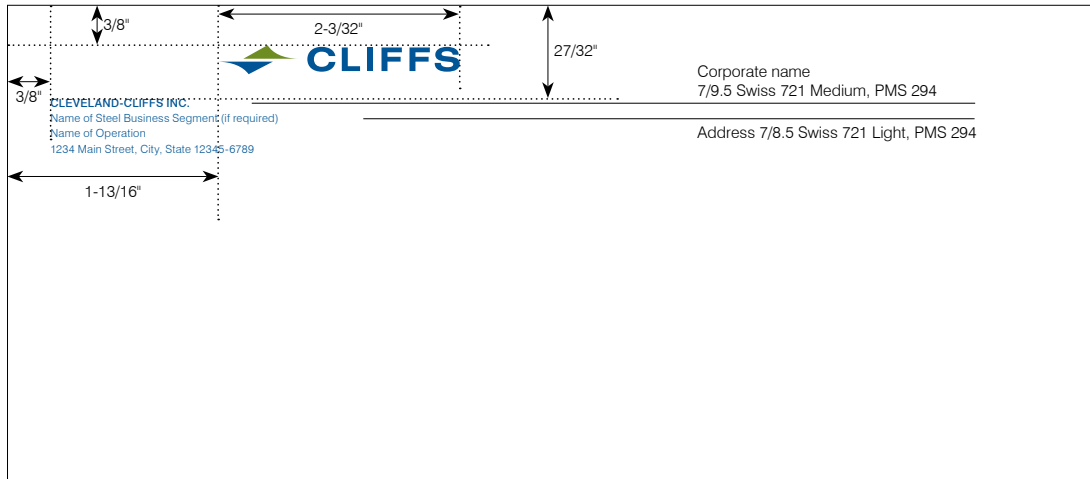 3/8"
2-3/32"
27/32"
CLIFFS
Corporate name
7/9.5 Swiss 721 Medium, PMS 294
3/8"
CLEVELAND-CLIFFS INC.
Name of Steel Business Segment (if required)
Name of Operation
1234 Main Street, City, State 12345-6789
Address 7/8.5 Swiss 721 Light, PMS 294
1-13/16"